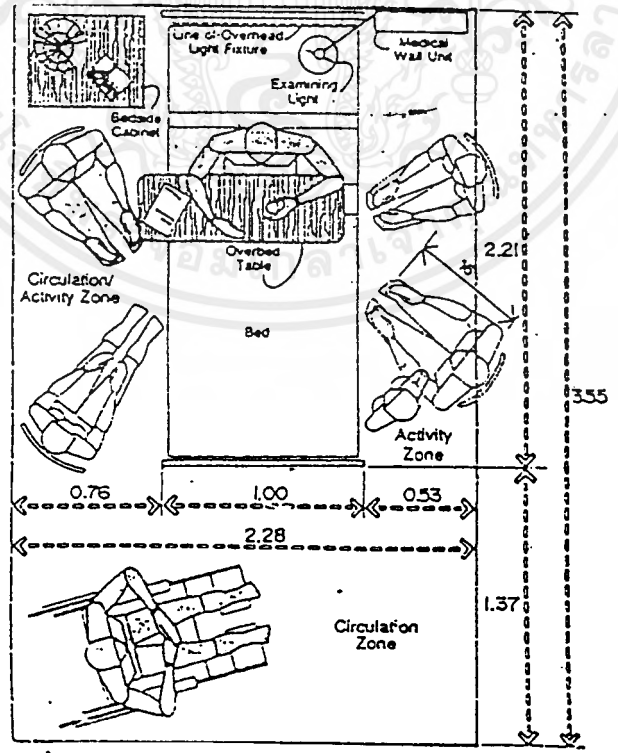 Line of Overhead
Light Fixture
Medical
Wall Unit
Examining
Light
Bedside
Cabinet
Overbed
Table
2.21
Circulation/
Activity Zone
Bed
3.55
Activity
Zone
0.76
1.00
0.53
2.28
1.37
Circulation
Zone